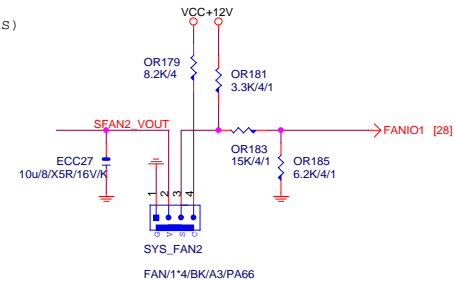 S)
VCC+12V
OR179
8.2K/4
OR181
3.3K/4/1
SFAN2_VOUT
FANIO1 [28]
ECC27
10u/8/X5R/16V/K
OR183
15K/4/1
OR185
6.2K/4/1
1 2 3 4
G V S C
SYS_FAN2
FAN/1*4/BK/A3/PA66